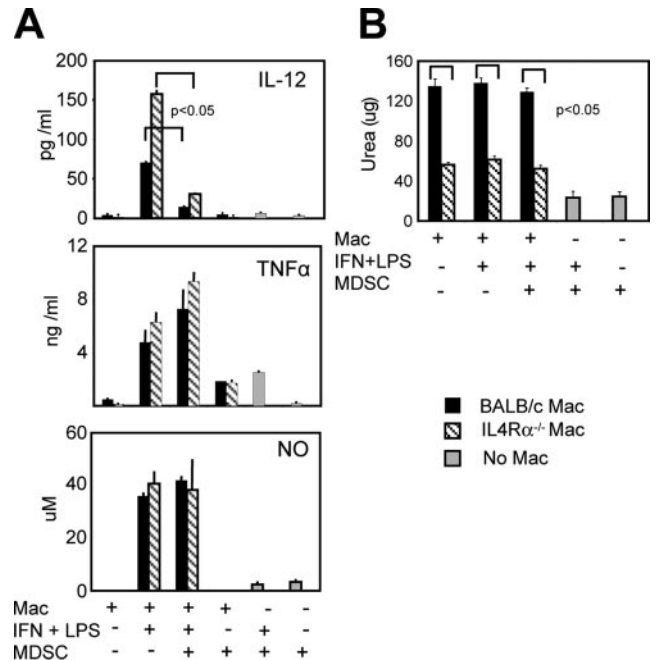 A
200
150
100
50
0
pg /ml
IL-12
p<0.05
12
8
4
ng /ml
TNFα
60
40
20
0
uM
NO
Mac + + + + - -
IFN + LPS - + + - + -
MDSC - - + + + +
B
160
120
80
40
0
Urea (ug)
p<0.05
Mac + + + - -
IFN+LPS - + + + -
MDSC - - + + +
BALB/c Mac
IL4Rα-/- Mac
No Mac